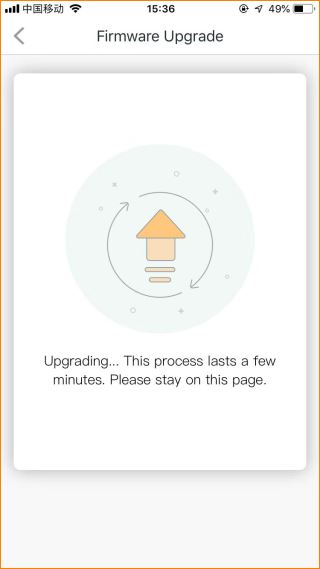 中国移动 15:36 49%
Firmware Upgrade
Upgrading... This process lasts a few
minutes. Please stay on this page.